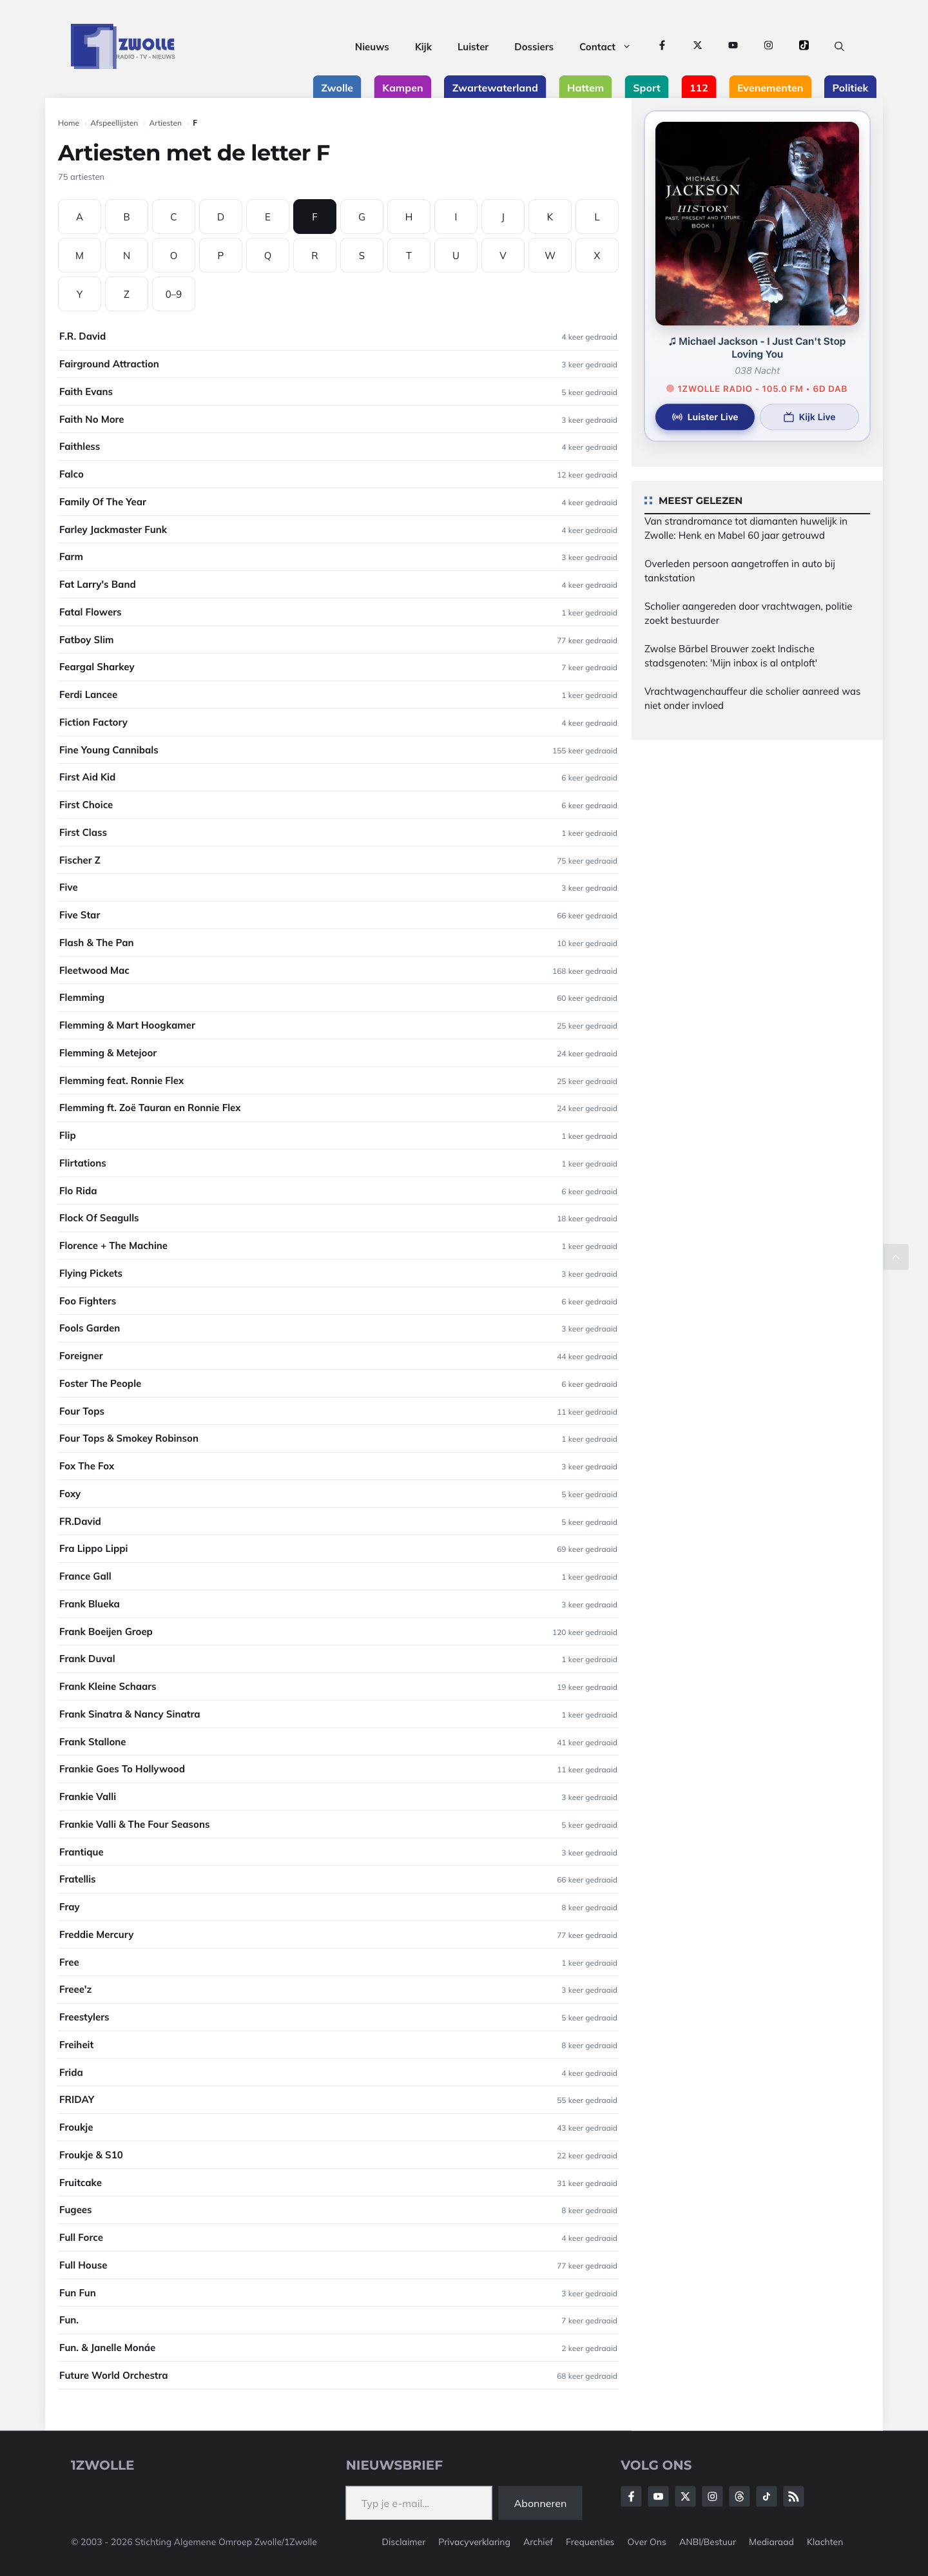 1ZWOLLE
RADIO - TV - NIEUWS
Nieuws Kijk Luister Dossiers Contact
Zwolle Kampen Zwartewaterland Hattem Sport 112 Evenementen Politiek
Home Afspeellijsten Artiesten F
Artiesten met de letter F
75 artiesten
A B C D E F G H I J K L
M N O P Q R S T U V W X
Y Z 0–9
F.R. David 4 keer gedraaid
Fairground Attraction 3 keer gedraaid
Faith Evans 5 keer gedraaid
Faith No More 3 keer gedraaid
Faithless 4 keer gedraaid
Falco 12 keer gedraaid
Family Of The Year 4 keer gedraaid
Farley Jackmaster Funk 4 keer gedraaid
Farm 3 keer gedraaid
Fat Larry's Band 4 keer gedraaid
Fatal Flowers 1 keer gedraaid
Fatboy Slim 77 keer gedraaid
Feargal Sharkey 7 keer gedraaid
Ferdi Lancee 1 keer gedraaid
Fiction Factory 4 keer gedraaid
Fine Young Cannibals 155 keer gedraaid
First Aid Kid 6 keer gedraaid
First Choice 6 keer gedraaid
First Class 1 keer gedraaid
Fischer Z 75 keer gedraaid
Five 3 keer gedraaid
Five Star 66 keer gedraaid
Flash & The Pan 10 keer gedraaid
Fleetwood Mac 168 keer gedraaid
Flemming 60 keer gedraaid
Flemming & Mart Hoogkamer 25 keer gedraaid
Flemming & Metejoor 24 keer gedraaid
Flemming feat. Ronnie Flex 25 keer gedraaid
Flemming ft. Zoë Tauran en Ronnie Flex 24 keer gedraaid
Flip 1 keer gedraaid
Flirtations 1 keer gedraaid
Flo Rida 6 keer gedraaid
Flock Of Seagulls 18 keer gedraaid
Florence + The Machine 1 keer gedraaid
Flying Pickets 3 keer gedraaid
Foo Fighters 6 keer gedraaid
Fools Garden 3 keer gedraaid
Foreigner 44 keer gedraaid
Foster The People 6 keer gedraaid
Four Tops 11 keer gedraaid
Four Tops & Smokey Robinson 1 keer gedraaid
Fox The Fox 3 keer gedraaid
Foxy 5 keer gedraaid
FR.David 5 keer gedraaid
Fra Lippo Lippi 69 keer gedraaid
France Gall 1 keer gedraaid
Frank Blueka 3 keer gedraaid
Frank Boeijen Groep 120 keer gedraaid
Frank Duval 1 keer gedraaid
Frank Kleine Schaars 19 keer gedraaid
Frank Sinatra & Nancy Sinatra 1 keer gedraaid
Frank Stallone 41 keer gedraaid
Frankie Goes To Hollywood 11 keer gedraaid
Frankie Valli 3 keer gedraaid
Frankie Valli & The Four Seasons 5 keer gedraaid
Frantique 3 keer gedraaid
Fratellis 66 keer gedraaid
Fray 8 keer gedraaid
Freddie Mercury 77 keer gedraaid
Free 1 keer gedraaid
Freee'z 3 keer gedraaid
Freestylers 5 keer gedraaid
Freiheit 8 keer gedraaid
Frida 4 keer gedraaid
FRIDAY 55 keer gedraaid
Froukje 43 keer gedraaid
Froukje & S10 22 keer gedraaid
Fruitcake 31 keer gedraaid
Fugees 8 keer gedraaid
Full Force 4 keer gedraaid
Full House 77 keer gedraaid
Fun Fun 3 keer gedraaid
Fun. 7 keer gedraaid
Fun. & Janelle Monáe 2 keer gedraaid
Future World Orchestra 68 keer gedraaid
MICHAEL
JACKSON
HISTORY
PAST, PRESENT AND FUTURE
BOOK I
♫ Michael Jackson - I Just Can't Stop
Loving You
038 Nacht
1ZWOLLE RADIO - 105.0 FM • 6D DAB
Luister Live Kijk Live
MEEST GELEZEN
Van strandromance tot diamanten huwelijk in
Zwolle: Henk en Mabel 60 jaar getrouwd
Overleden persoon aangetroffen in auto bij
tankstation
Scholier aangereden door vrachtwagen, politie
zoekt bestuurder
Zwolse Bärbel Brouwer zoekt Indische
stadsgenoten: 'Mijn inbox is al ontploft'
Vrachtwagenchauffeur die scholier aanreed was
niet onder invloed
1ZWOLLE
NIEUWSBRIEF
Typ je e-mail... Abonneren
VOLG ONS
© 2003 - 2026 Stichting Algemene Omroep Zwolle/1Zwolle
Disclaimer Privacyverklaring Archief Frequenties Over Ons ANBI/Bestuur Mediaraad Klachten